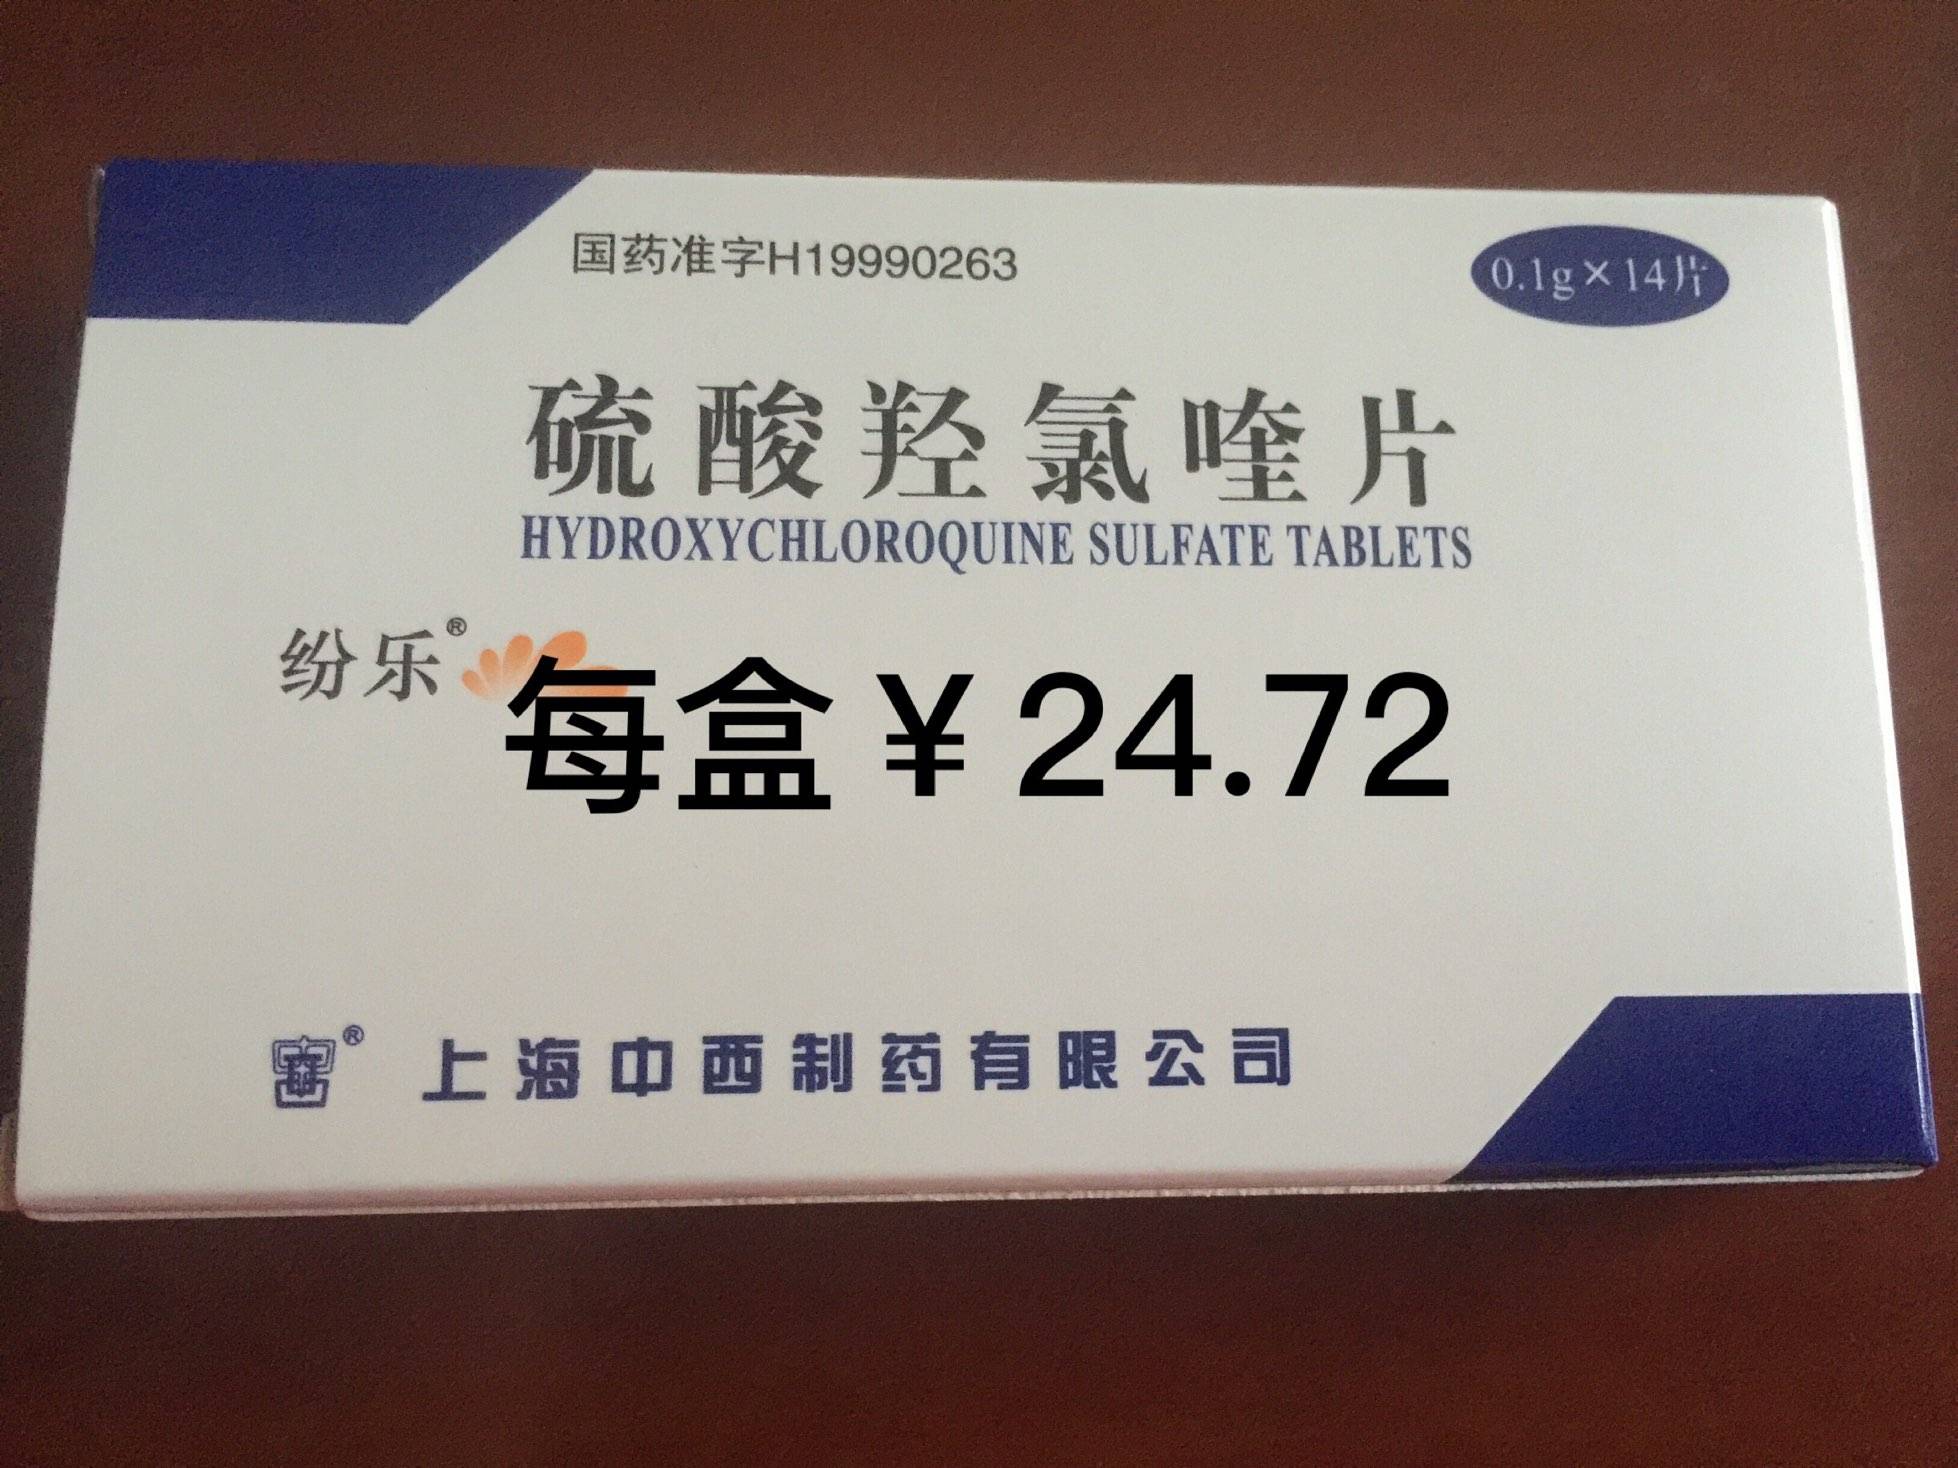 国药准字H19990263
0.1g×14片
硫酸羟氯喹片
HYDROXYCHLOROQUINE SULFATE TABLETS
纷乐®
每盒￥24.72
® 上海中西制药有限公司